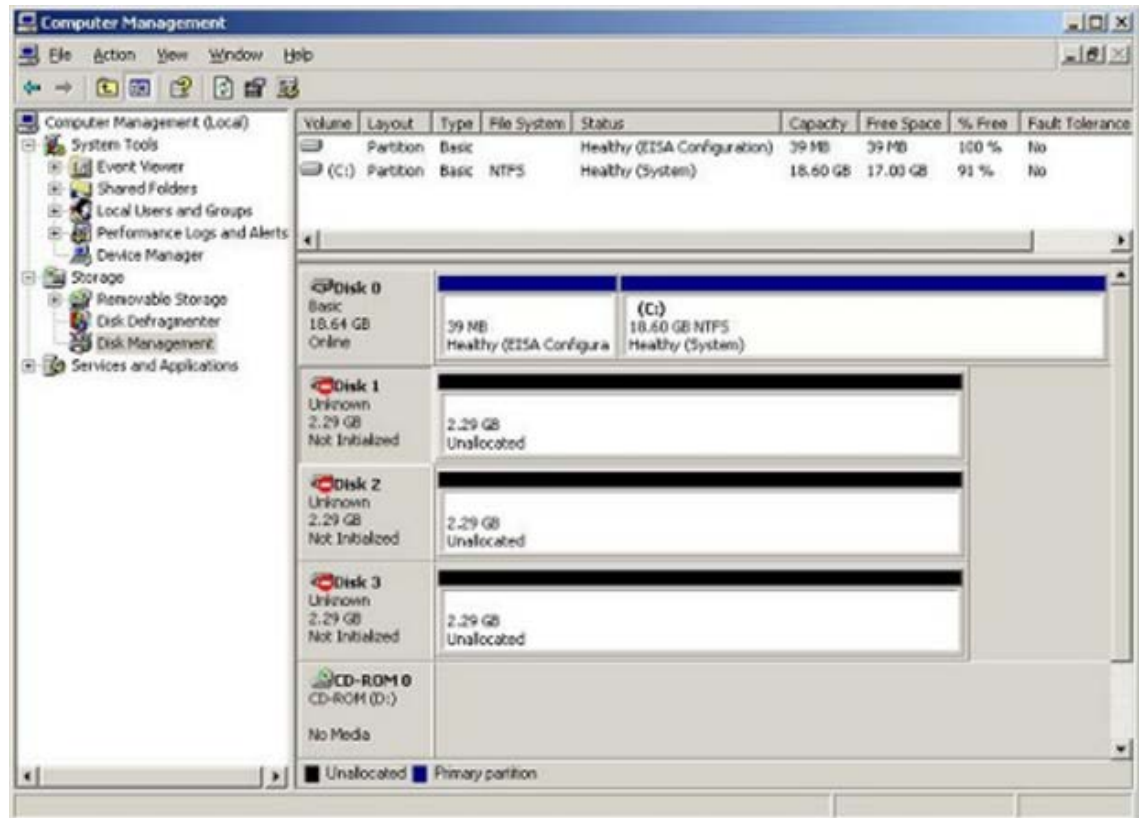 Computer Management
File Action View Window Help
Computer Management (Local)
System Tools
Event Viewer
Shared Folders
Local Users and Groups
Performance Logs and Alerts
Device Manager
Storage
Removable Storage
Disk Defragmenter
Disk Management
Services and Applications
Volume Layout Type File System Status Capacity Free Space % Free Fault Tolerance
Partition Basic Healthy (EISA Configuration) 39 MB 39 MB 100 % No
(C:) Partition Basic NTFS Healthy (System) 18.60 GB 17.00 GB 91 % No
Disk 0
Basic
18.64 GB
Online
39 MB
Healthy (EISA Configura
(C:)
18.60 GB NTFS
Healthy (System)
Disk 1
Unknown
2.29 GB
Not Initialized
2.29 GB
Unallocated
Disk 2
Unknown
2.29 GB
Not Initialized
2.29 GB
Unallocated
Disk 3
Unknown
2.29 GB
Not Initialized
2.29 GB
Unallocated
CD-ROM 0
CD-ROM (D:)
No Media
Unallocated Primary partition